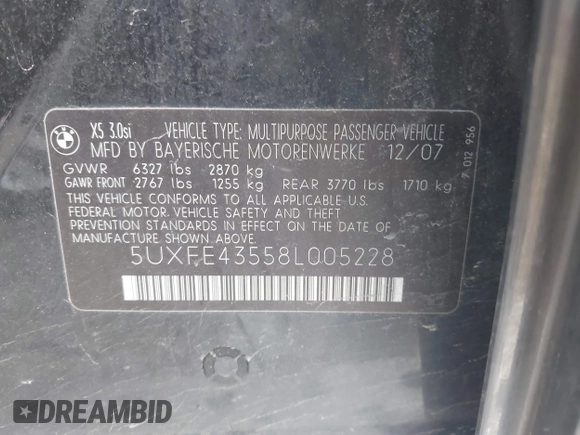 X5 3.0si VEHICLE TYPE: MULTIPURPOSE PASSENGER VEHICLE
MFD BY BAYERISCHE MOTORENWERKE 12/07
GVWR 6327 lbs 2870 kg
GAWR FRONT 2767 lbs 1255 kg REAR 3770 lbs 1710 kg
THIS VEHICLE CONFORMS TO ALL APPLICABLE U.S.
FEDERAL MOTOR VEHICLE SAFETY AND THEFT
PREVENTION STANDARDS IN EFFECT ON THE DATE OF
MANUFACTURE SHOWN ABOVE.
5UXFE43558L005228
7 012 956
BMW
DREAMBID